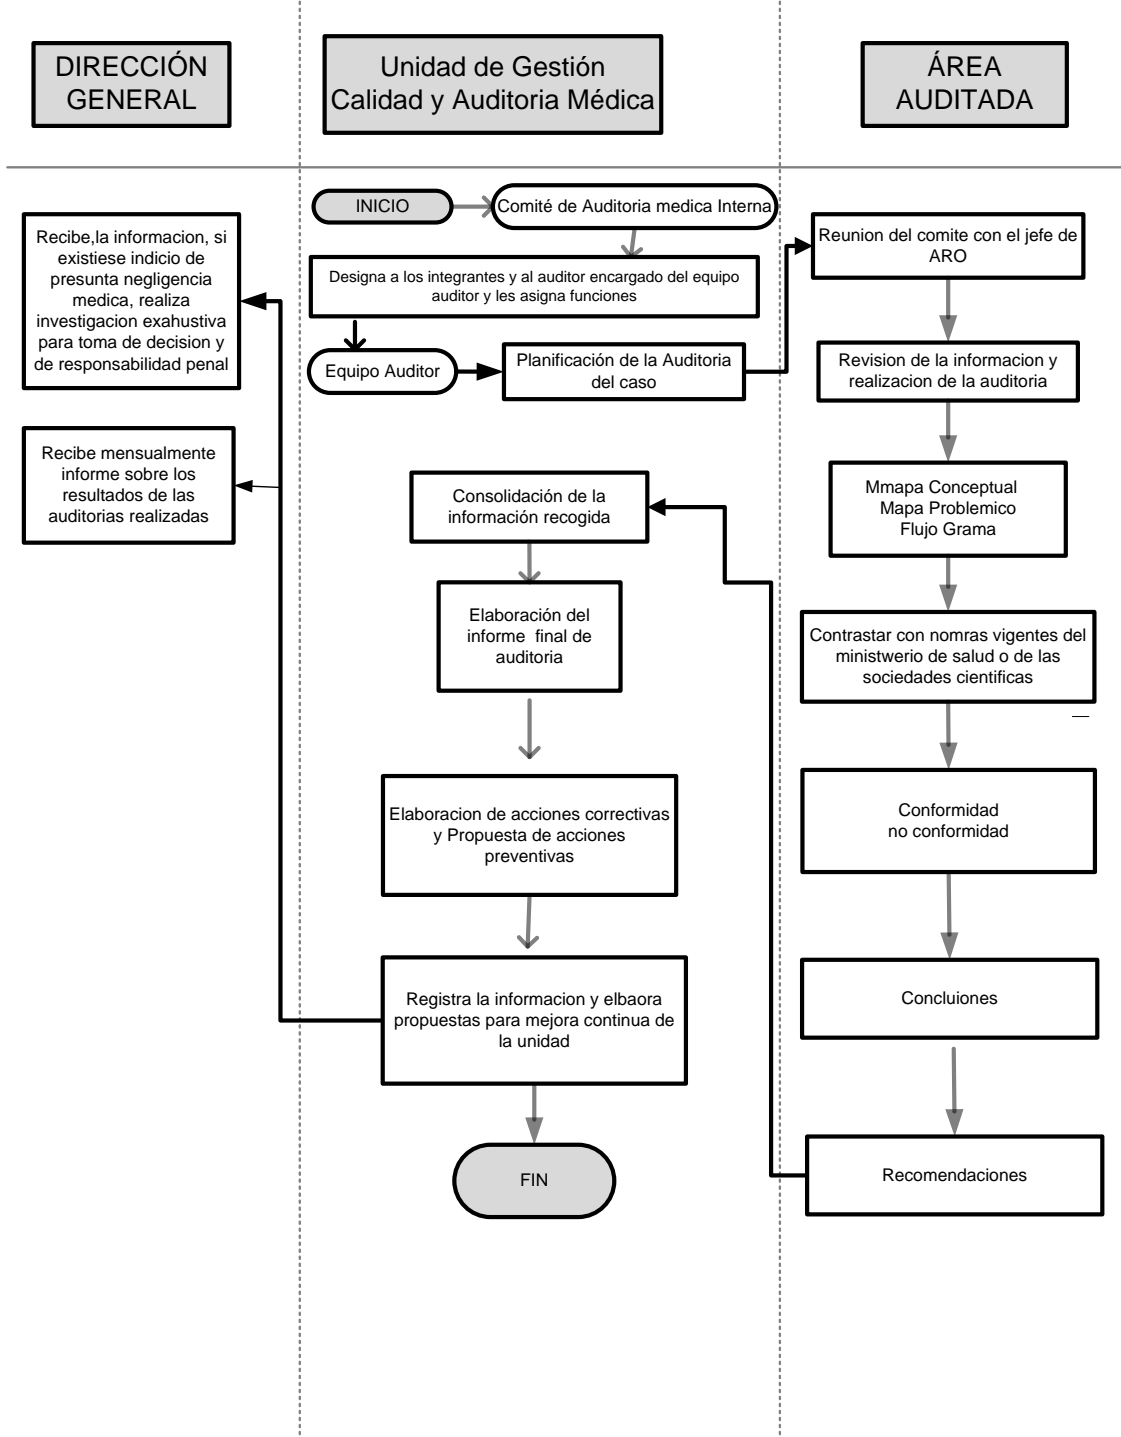 DIRECCIÓN
GENERAL
Unidad de Gestión
Calidad y Auditoria Médica
ÁREA
AUDITADA
INICIO
Comité de Auditoria medica Interna
Designa a los integrantes y al auditor encargado del equipo
auditor y les asigna funciones
Equipo Auditor
Planificación de la Auditoria
del caso
Reunion del comite con el jefe de
ARO
Revision de la informacion y
realizacion de la auditoria
Mmapa Conceptual
Mapa Problemico
Flujo Grama
Contrastar con nomras vigentes del
ministwerio de salud o de las
sociedades cientificas
Conformidad
no conformidad
Concluiones
Recomendaciones
Consolidación de la
información recogida
Elaboración del
informe final de
auditoria
Elaboracion de acciones correctivas
y Propuesta de acciones
preventivas
Registra la informacion y elbaora
propuestas para mejora continua de
la unidad
FIN
Recibe,la informacion, si
existiese indicio de
presunta negligencia
medica, realiza
investigacion exahustiva
para toma de decision y
de responsabilidad penal
Recibe mensualmente
informe sobre los
resultados de las
auditorias realizadas